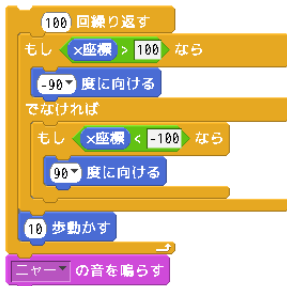 100 回繰り返す
もし x座標 > 100 なら
-90 度に向ける
でなければ
もし x座標 < -100 なら
90 度に向ける
10 歩動かす
ニャー の音を鳴らす